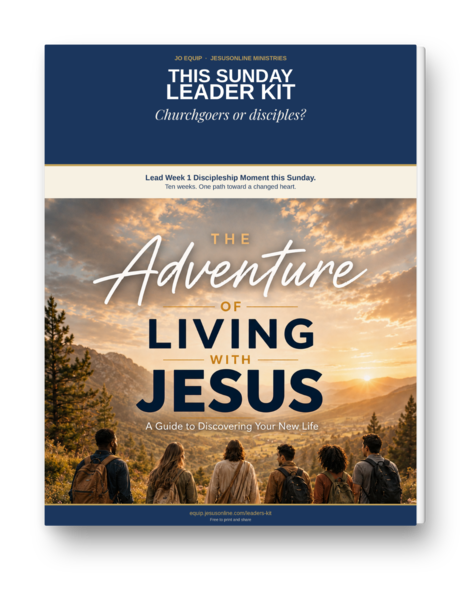 JO EQUIP · JESUSONLINE MINISTRIES
THIS SUNDAY
LEADER KIT
Churchgoers or disciples?
Lead Week 1 Discipleship Moment this Sunday.
Ten weeks. One path toward a changed heart.
THE
Adventure
OF
LIVING
WITH
JESUS
A Guide to Discovering Your New Life
equip.jesusonline.com/leaders-kit
Free to print and share